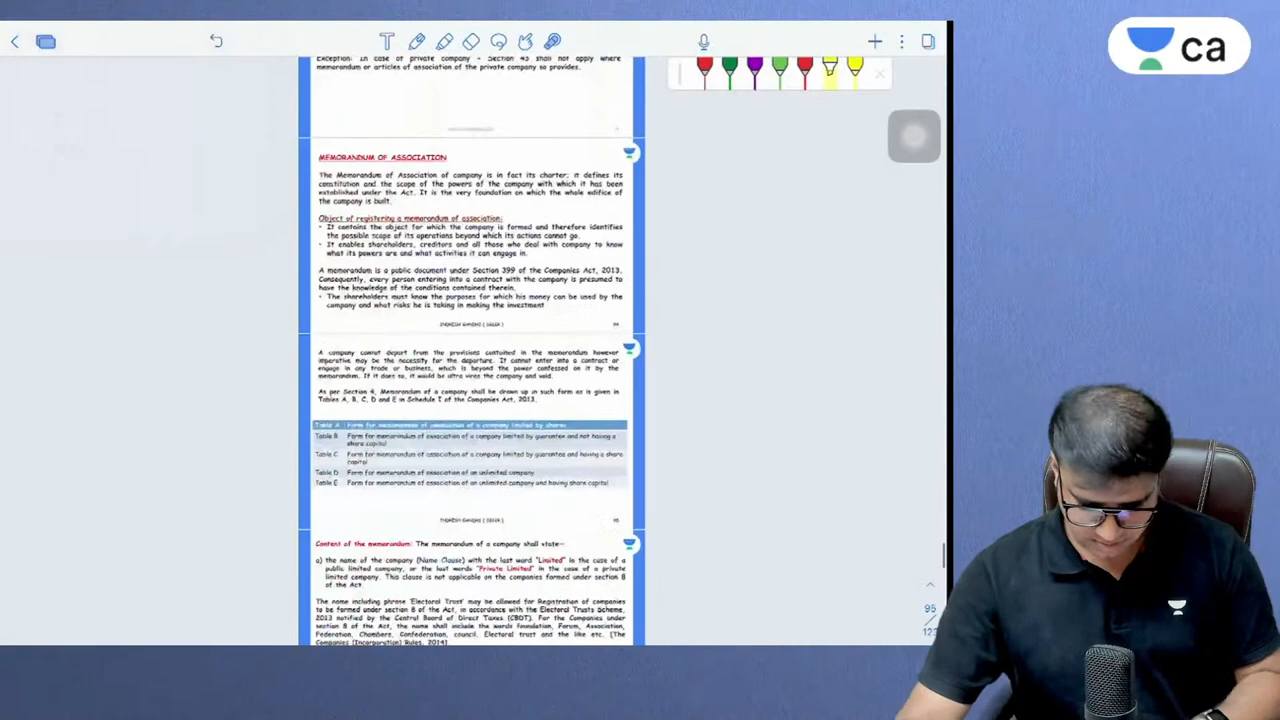 ca
Exception: In case of private company - Section 43 shall not apply where
memorandum or articles of association of the private company so provides.
MEMORANDUM OF ASSOCIATION
The Memorandum of Association of company is in fact its charter; it defines its
constitution and the scope of the powers of the company with which it has been
established under the Act. It is the very foundation on which the whole edifice of
the company is built.
Object of registering a memorandum of association:
• It contains the object for which the company is formed and therefore identifies
the possible scope of its operations beyond which its actions cannot go.
• It enables shareholders, creditors and all those who deal with company to know
what its powers are and what activities it can engage in.
A memorandum is a public document under Section 399 of the Companies Act, 2013.
Consequently, every person entering into a contract with the company is presumed to
have the knowledge of the conditions contained therein.
• The shareholders must know the purposes for which his money can be used by the
company and what risks he is taking in making the investment
94
A company cannot depart from the provisions contained in the memorandum however
imperative may be the necessity for the departure. It cannot enter into a contract or
engage in any trade or business, which is beyond the power confessed on it by the
memorandum. If it does so, it would be ultra vires the company and void.
As per Section 4, Memorandum of a company shall be drawn up in such form as is given in
Tables A, B, C, D and E in Schedule I of the Companies Act, 2013.
Table A Form for memorandum of association of a company limited by shares
Table B Form for memorandum of association of a company limited by guarantee and not having a
share capital
Table C Form for memorandum of association of a company limited by guarantee and having a share
capital
Table D Form for memorandum of association of an unlimited company
Table E Form for memorandum of association of an unlimited company and having share capital
95
Content of the memorandum: The memorandum of a company shall state—
a) the name of the company (Name Clause) with the last word "Limited" in the case of a
public limited company, or the last words "Private Limited" in the case of a private
limited company. This clause is not applicable on the companies formed under section 8
of the Act
The name including phrase 'Electoral Trust' may be allowed for Registration of companies
to be formed under section 8 of the Act, in accordance with the Electoral Trusts Scheme,
2013 notified by the Central Board of Direct Taxes (CBDT). For the Companies under
section 8 of the Act, the name shall include the words foundation, Forum, Association,
Federation, Chambers, Confederation, council, Electoral trust and the like etc. [The
Companies (Incorporation) Rules, 2014]
95